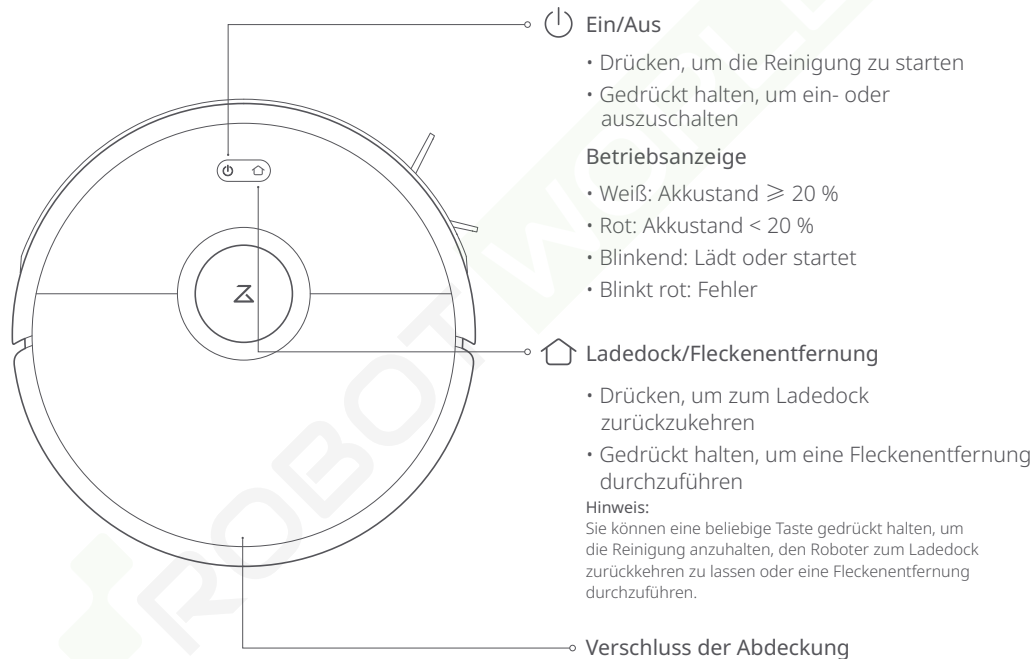 Ein/Aus
• Drücken, um die Reinigung zu starten
• Gedrückt halten, um ein- oder
auszuschalten
Betriebsanzeige
• Weiß: Akkustand ≥ 20 %
• Rot: Akkustand < 20 %
• Blinkend: Lädt oder startet
• Blinkt rot: Fehler
Ladedock/Fleckenentfernung
• Drücken, um zum Ladedock
zurückzukehren
• Gedrückt halten, um eine Fleckenentfernung
durchzuführen
Hinweis:
Sie können eine beliebige Taste gedrückt halten, um
die Reinigung anzuhalten, den Roboter zum Ladedock
zurückkehren zu lassen oder eine Fleckenentfernung
durchzuführen.
Verschluss der Abdeckung
ROBOT